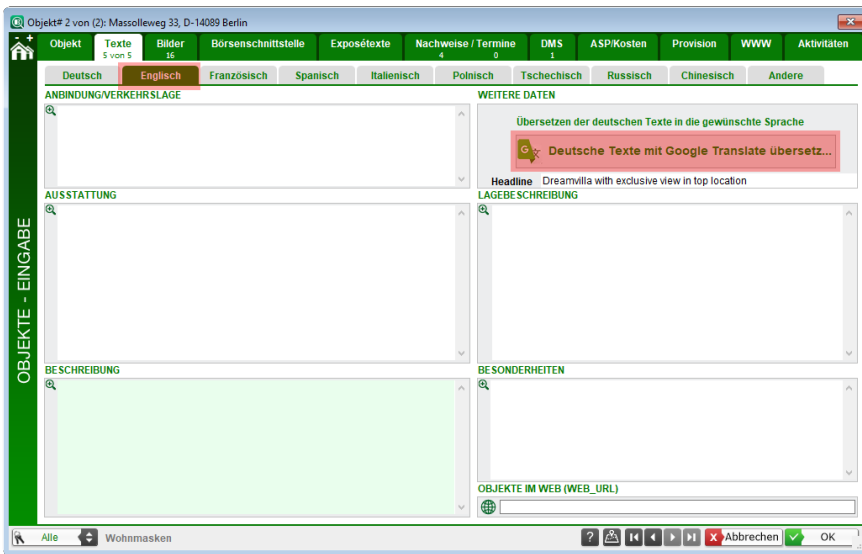 Objekt# 2 von (2): Massolleweg 33, D-14089 Berlin
Objekt Texte Bilder Börsenschnittstelle Exposétexte Nachweise / Termine DMS ASP/Kosten Provision WWW Aktivitäten
5 von 5 16 4 0 1
Deutsch Englisch Französisch Spanisch Italienisch Polnisch Tschechisch Russisch Chinesisch Andere
ANBINDUNG/VERKEHRSLAGE WEITERE DATEN
Übersetzen der deutschen Texte in die gewünschte Sprache
Deutsche Texte mit Google Translate übersetz...
Headline Dreamvilla with exclusive view in top location
AUSSTATTUNG LAGEBESCHREIBUNG
OBJEKTE - EINGABE
BESCHREIBUNG BESONDERHEITEN
OBJEKTE IM WEB (WEB_URL)
Alle Wohnmasken ? X Abbrechen OK